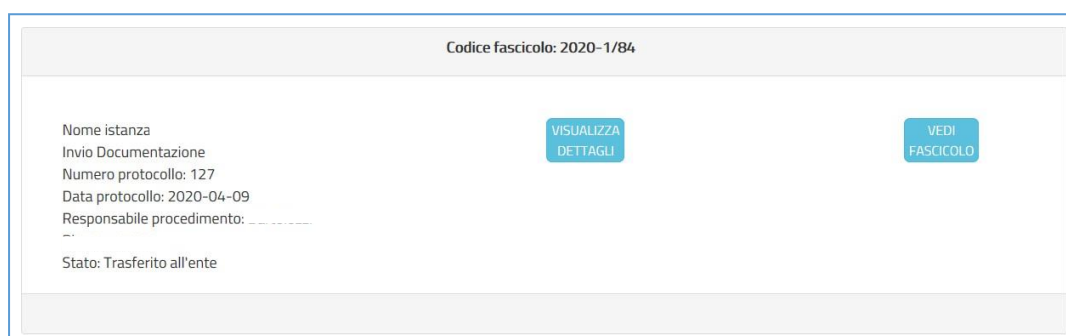 Codice fascicolo: 2020-1/84
Nome istanza
Invio Documentazione
Numero protocollo: 127
Data protocollo: 2020-04-09
Responsabile procedimento:
Stato: Trasferito all'ente
VISUALIZZA
DETTAGLI
VEDI
FASCICOLO